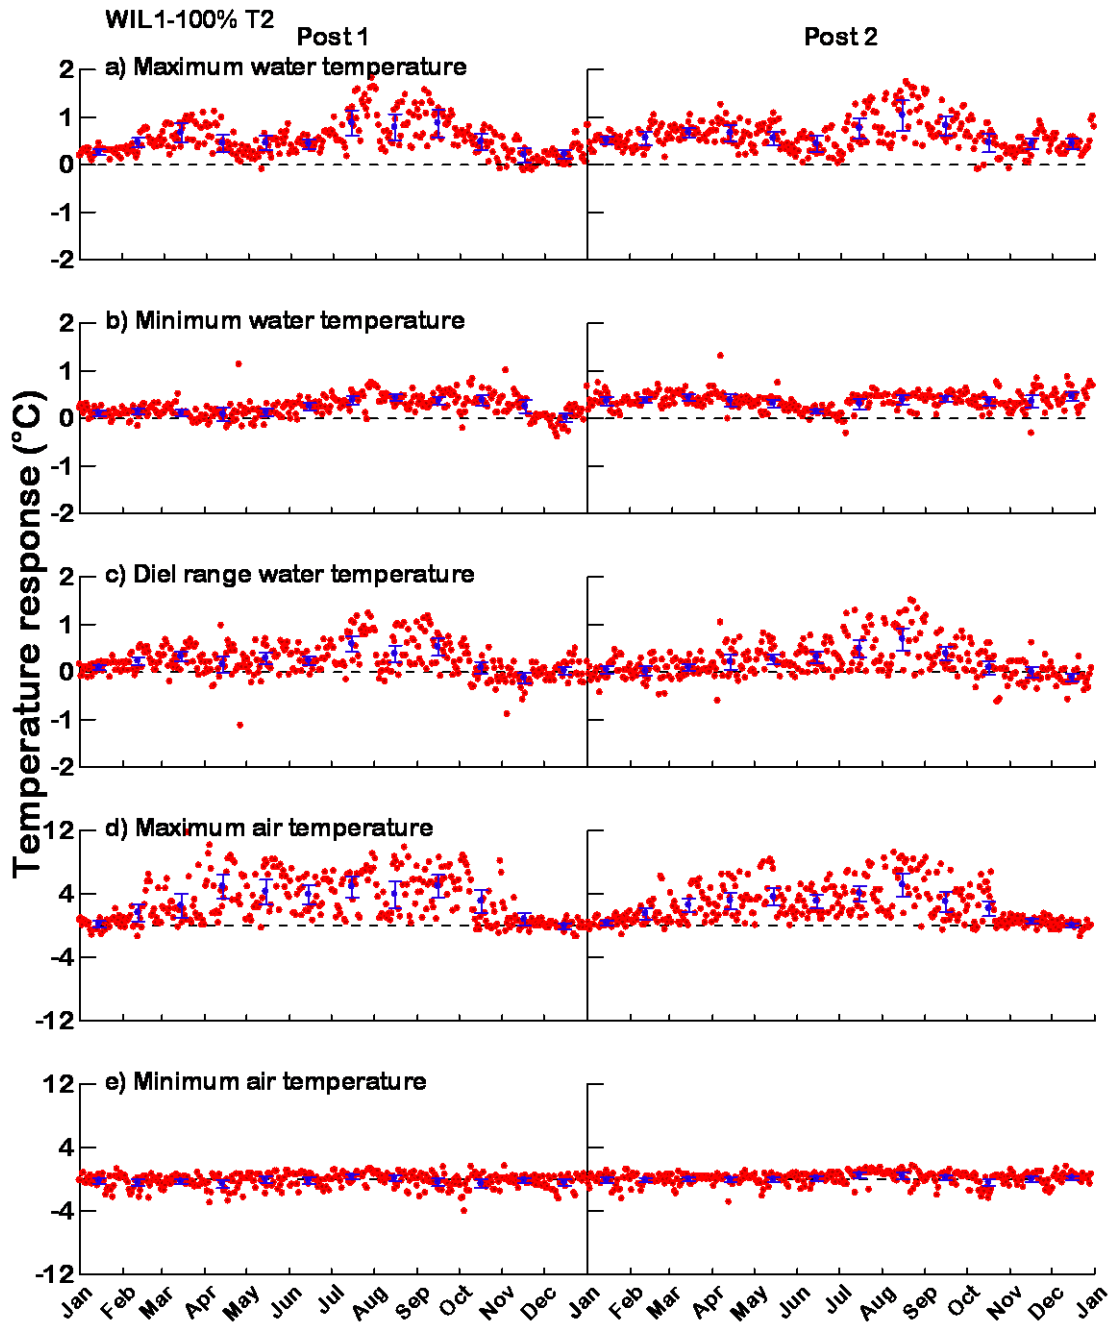 WIL1-100% T2
Post 1 Post 2
a) Maximum water temperature
2
1
0
-1
-2
b) Minimum water temperature
2
1
0
-1
-2
c) Diel range water temperature
2
1
0
-1
-2
d) Maximum air temperature
12
4
-4
-12
e) Minimum air temperature
12
4
-4
-12
Temperature response (°C)
Jan Feb Mar Apr May Jun Jul Aug Sep Oct Nov Dec Jan Feb Mar Apr May Jun Jul Aug Sep Oct Nov Dec Jan